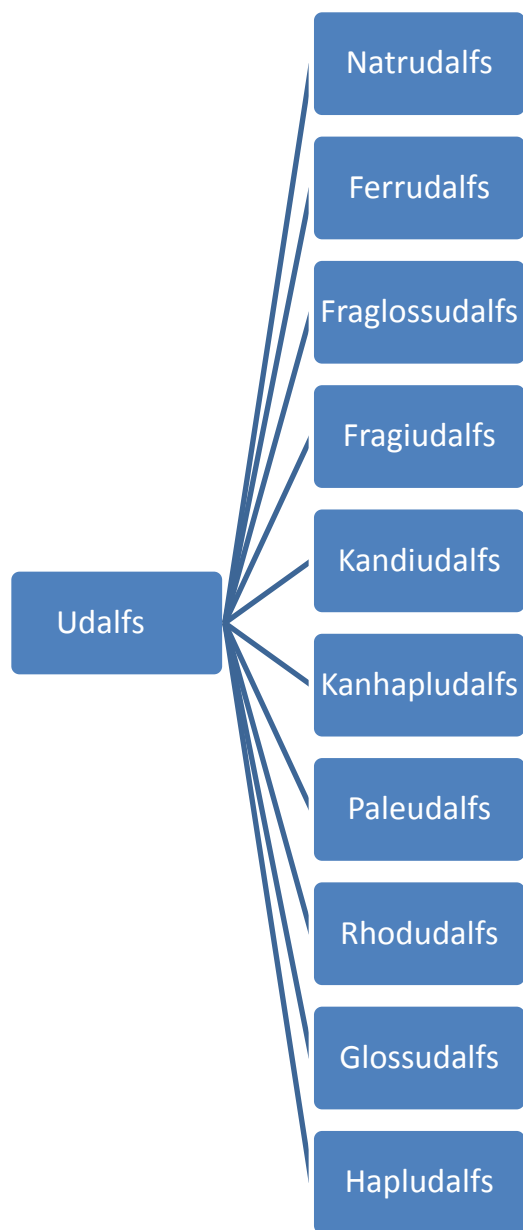 Natrudalfs
Ferrudalfs
Fraglossudalfs
Fragiudalfs
Kandiudalfs
Udalfs
Kanhapludalfs
Paleudalfs
Rhodudalfs
Glossudalfs
Hapludalfs